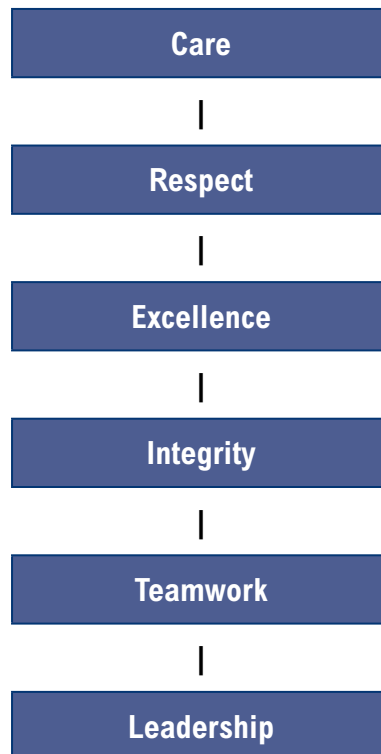 Care
Respect
Excellence
Integrity
Teamwork
Leadership